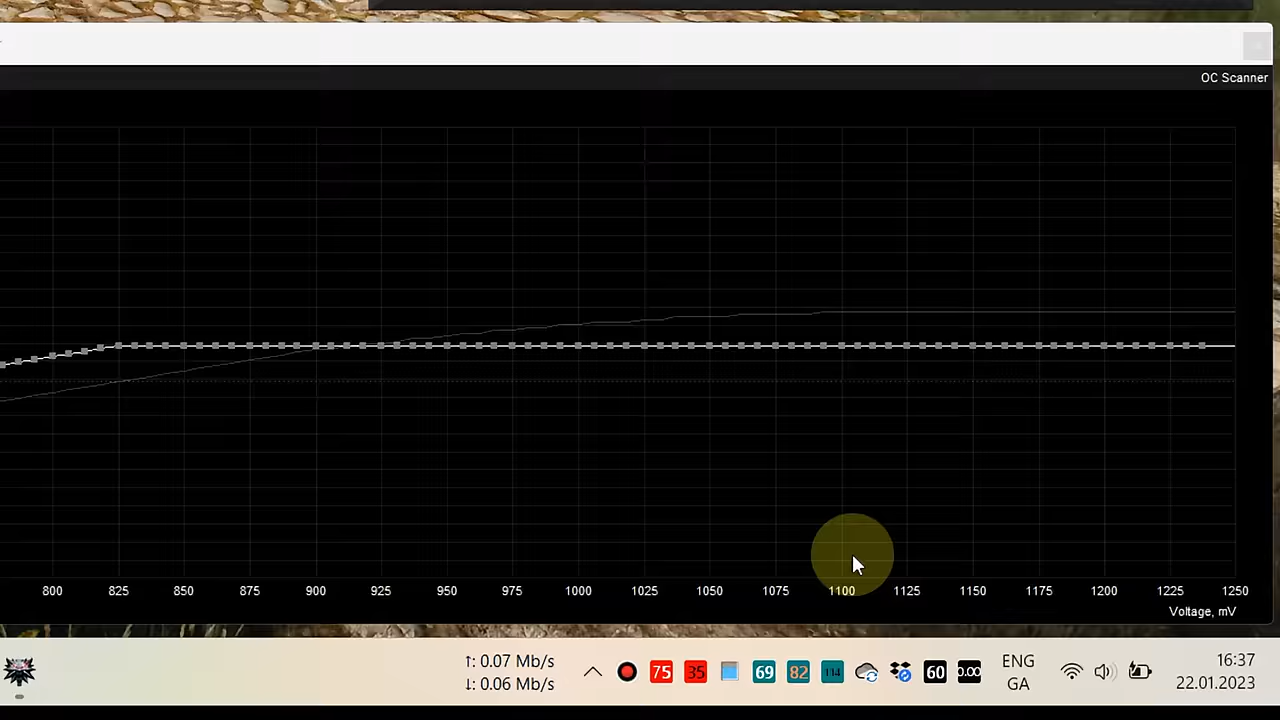 OC Scanner
800 825 850 875 900 925 950 975 1000 1025 1050 1075 1100 1125 1150 1175 1200 1225 1250
Voltage, mV
↑: 0.07 Mb/s
↓: 0.06 Mb/s
75 35 69 82 114 60 0.00
ENG
GA
16:37
22.01.2023